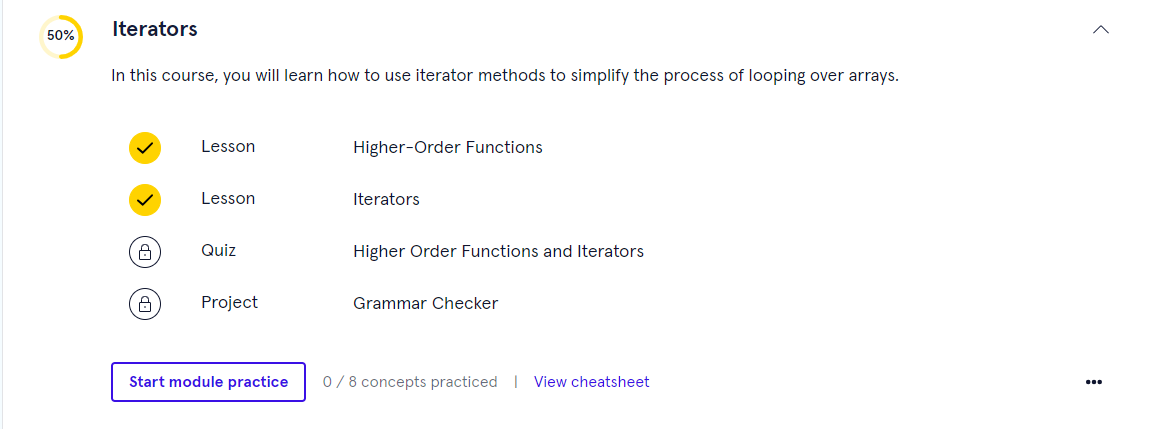 50% Iterators
In this course, you will learn how to use iterator methods to simplify the process of looping over arrays.
Lesson Higher-Order Functions
Lesson Iterators
Quiz Higher Order Functions and Iterators
Project Grammar Checker
Start module practice 0 / 8 concepts practiced | View cheatsheet